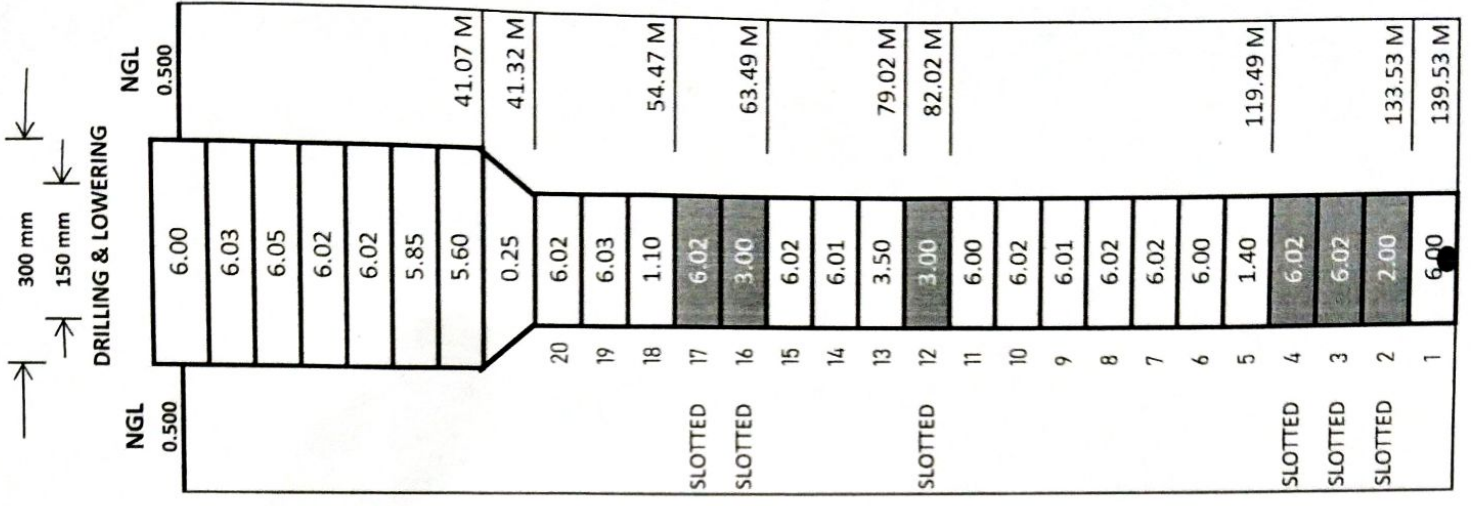 300 mm
150 mm
DRILLING & LOWERING
NGL NGL
0.500 0.500
6.00
6.03
6.05
6.02
6.02
5.85
5.60 41.07 M
0.25 41.32 M
20 6.02
19 6.03
18 1.10 54.47 M
SLOTTED 17 6.02
SLOTTED 16 3.00 63.49 M
15 6.02
14 6.01
13 3.50 79.02 M
SLOTTED 12 3.00 82.02 M
11 6.00
10 6.02
9 6.01
8 6.02
7 6.02
6 6.00
5 1.40 119.49 M
SLOTTED 4 6.02
SLOTTED 3 6.02
SLOTTED 2 2.00 133.53 M
1 6.00 139.53 M